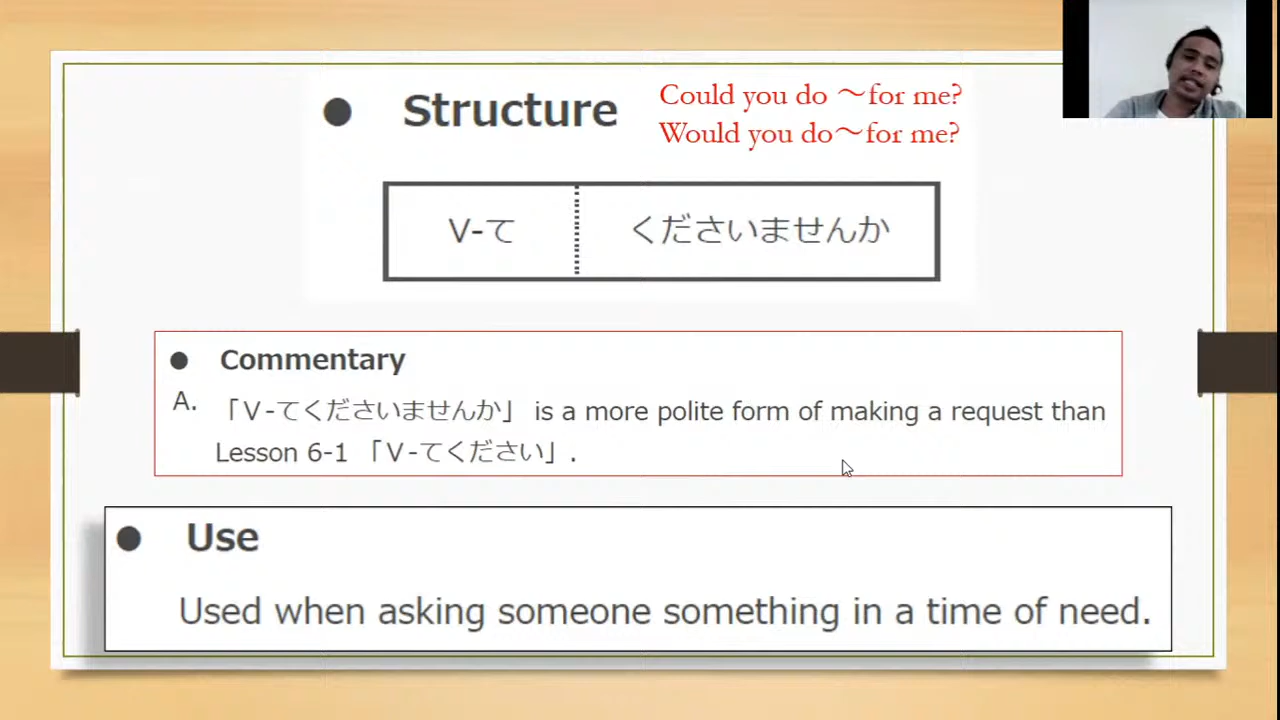 ● Structure
Could you do ～for me?
Would you do～for me?
V-て くださいませんか
● Commentary
A. 「Ｖ-てくださいませんか」 is a more polite form of making a request than
Lesson 6-1 「Ｖ-てください」.
● Use
Used when asking someone something in a time of need.